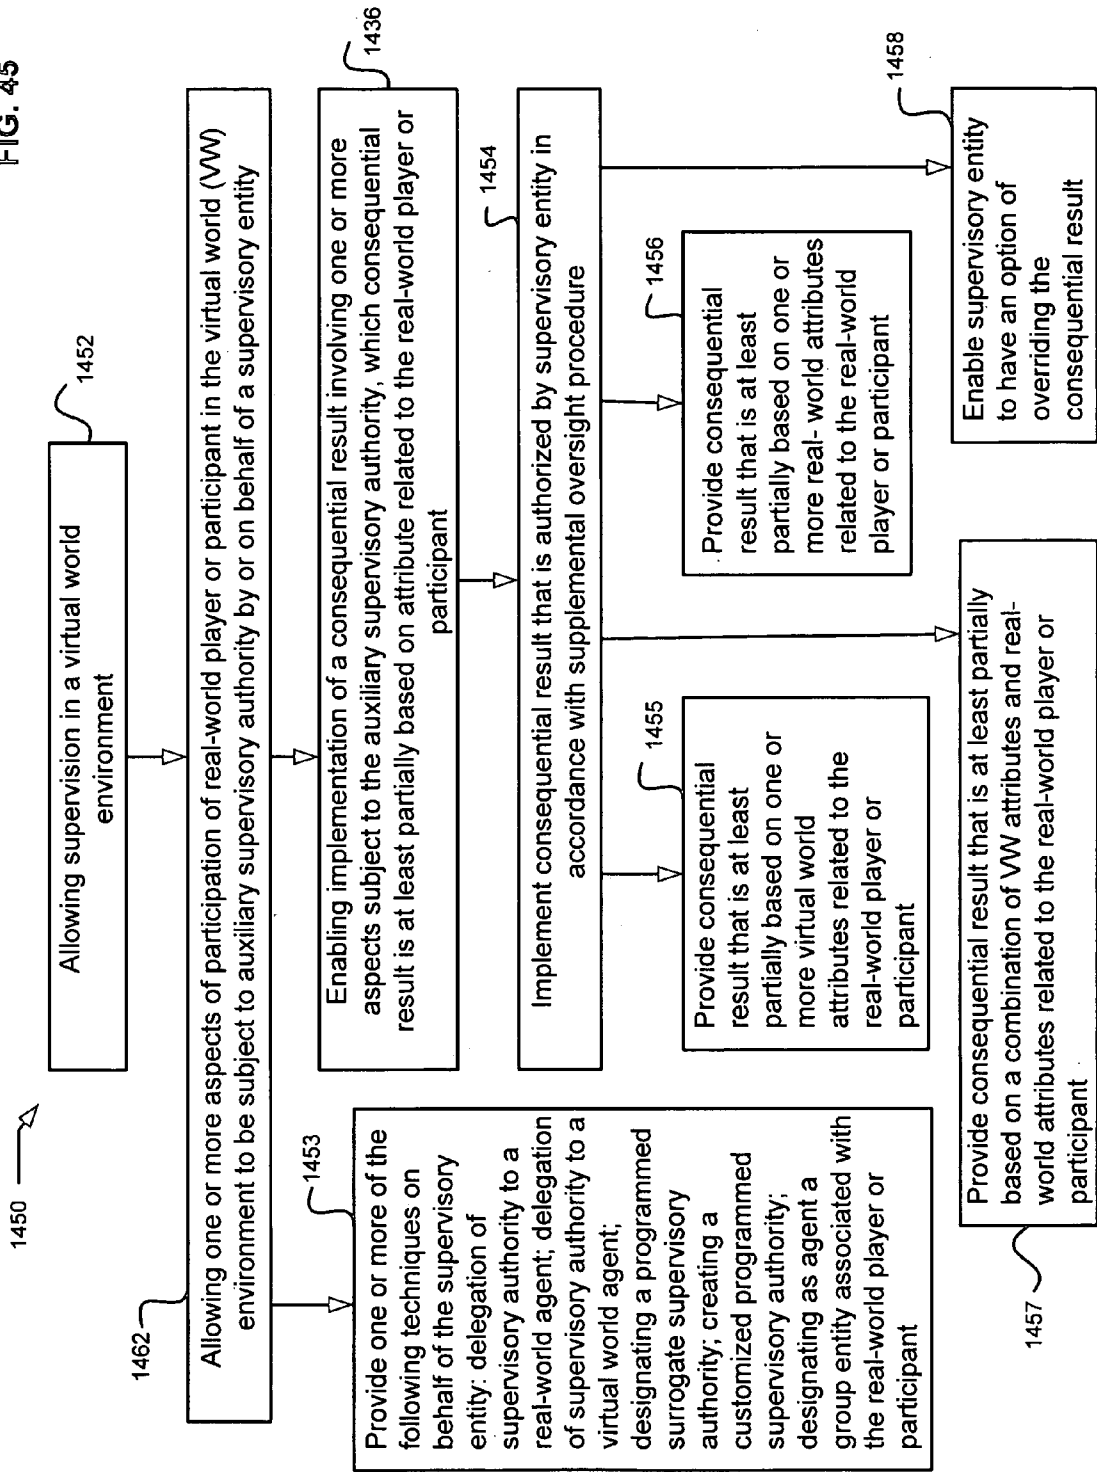 FIG. 45
1450
1452
Allowing supervision in a virtual world
environment
1462
Allowing one or more aspects of participation of real-world player or participant in the virtual world (VW)
environment to be subject to auxiliary supervisory authority by or on behalf of a supervisory entity
1453
Provide one or more of the
following techniques on
behalf of the supervisory
entity: delegation of
supervisory authority to a
real-world agent; delegation
of supervisory authority to a
virtual world agent;
designating a programmed
surrogate supervisory
authority; creating a
customized programmed
supervisory authority;
designating as agent a
group entity associated with
the real-world player or
participant
1436
Enabling implementation of a consequential result involving one or more
aspects subject to the auxiliary supervisory authority, which consequential
result is at least partially based on attribute related to the real-world player or
participant
1454
Implement consequential result that is authorized by supervisory entity in
accordance with supplemental oversight procedure
1455
Provide consequential
result that is at least
partially based on one or
more virtual world
attributes related to the
real-world player or
participant
1456
Provide consequential
result that is at least
partially based on one or
more real- world attributes
related to the real-world
player or participant
1457
Provide consequential result that is at least partially
based on a combination of VW attributes and real-
world attributes related to the real-world player or
participant
1458
Enable supervisory entity
to have an option of
overriding the
consequential result